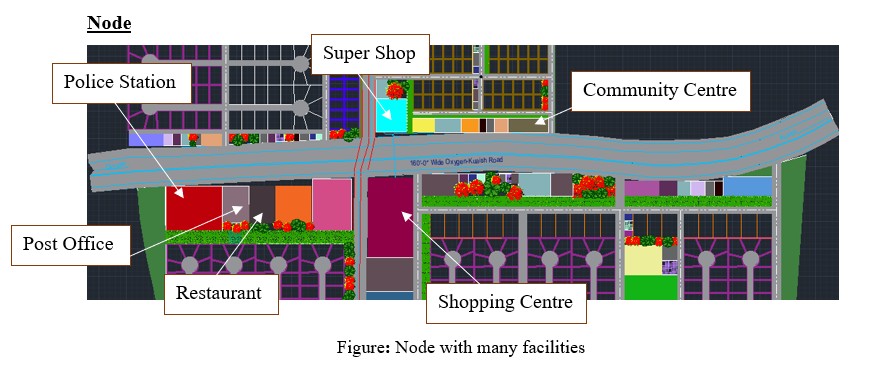 Node
Super Shop
Police Station
Community Centre
160'-0" Wide Oxygen-Kuaish Road
Post Office
Restaurant
Shopping Centre
Figure: Node with many facilities